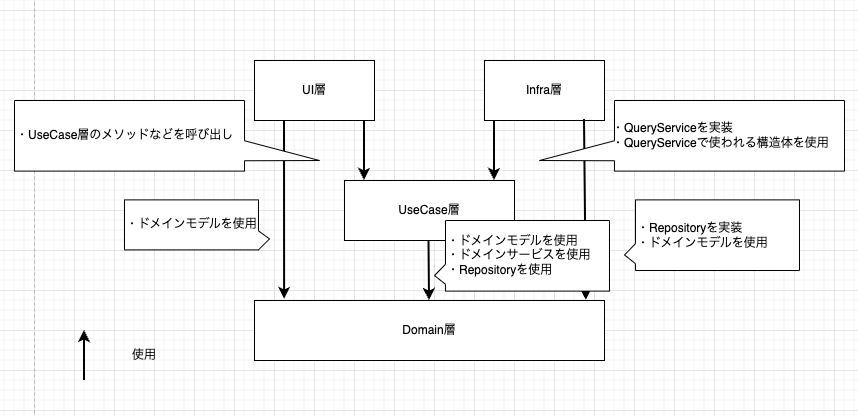 UI層
Infra層
・UseCase層のメソッドなどを呼び出し
・QueryServiceを実装
・QueryServiceで使われる構造体を使用
UseCase層
・ドメインモデルを使用
・ドメインモデルを使用
・ドメインサービスを使用
・Repositoryを使用
・Repositoryを実装
・ドメインモデルを使用
Domain層
使用